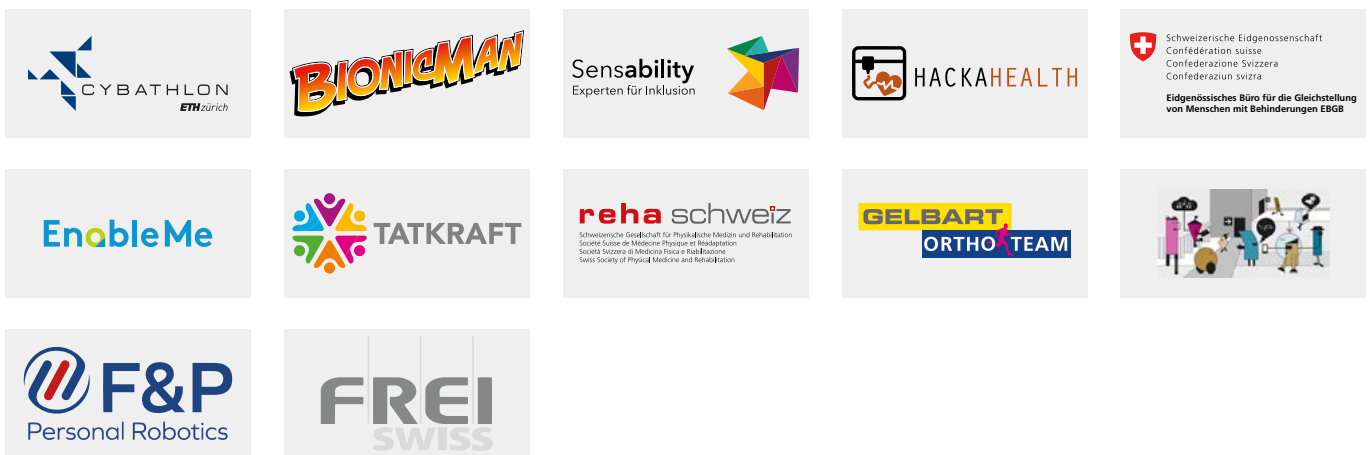 CYBATHLON
ETH zürich
BIONICMAN
Sensability
Experten für Inklusion
HACKAHEALTH
Schweizerische Eidgenossenschaft
Confédération suisse
Confederazione Svizzera
Confederaziun svizra
Eidgenössisches Büro für die Gleichstellung
von Menschen mit Behinderungen EBGB
EnableMe
TATKRAFT
reha schweiz
Schweizerische Gesellschaft für Physikalische Medizin und Rehabilitation
Société Suisse de Médecine Physique et Réadaptation
Società Svizzera di Medicina Fisica e Riabilitazione
Swiss Society of Physical Medicine and Rehabilitation
GELBART
ORTHO TEAM
F&P
Personal Robotics
FREI
SWISS